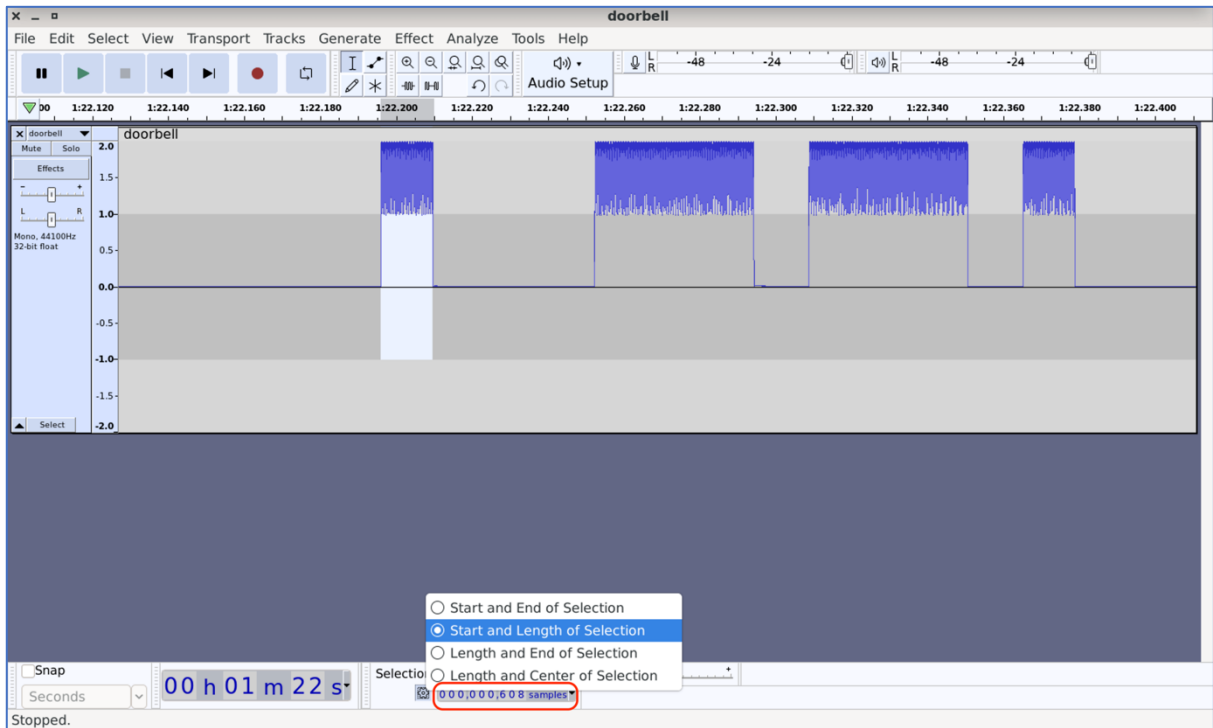 doorbell
File Edit Select View Transport Tracks Generate Effect Analyze Tools Help
L R -48 -24 L R -48 -24
Audio Setup
00 1:22.120 1:22.140 1:22.160 1:22.180 1:22.200 1:22.220 1:22.240 1:22.260 1:22.280 1:22.300 1:22.320 1:22.340 1:22.360 1:22.380 1:22.400
doorbell
doorbell
Mute Solo
Effects
- +
L R
Mono, 44100Hz
32-bit float
Select
2.0
1.5
1.0
0.5
0.0
-0.5
-1.0
-1.5
-2.0
Start and End of Selection
Start and Length of Selection
Length and End of Selection
Length and Center of Selection
Snap
Seconds
00 h 01 m 22 s
Selectio
000,000,608 samples
Stopped.